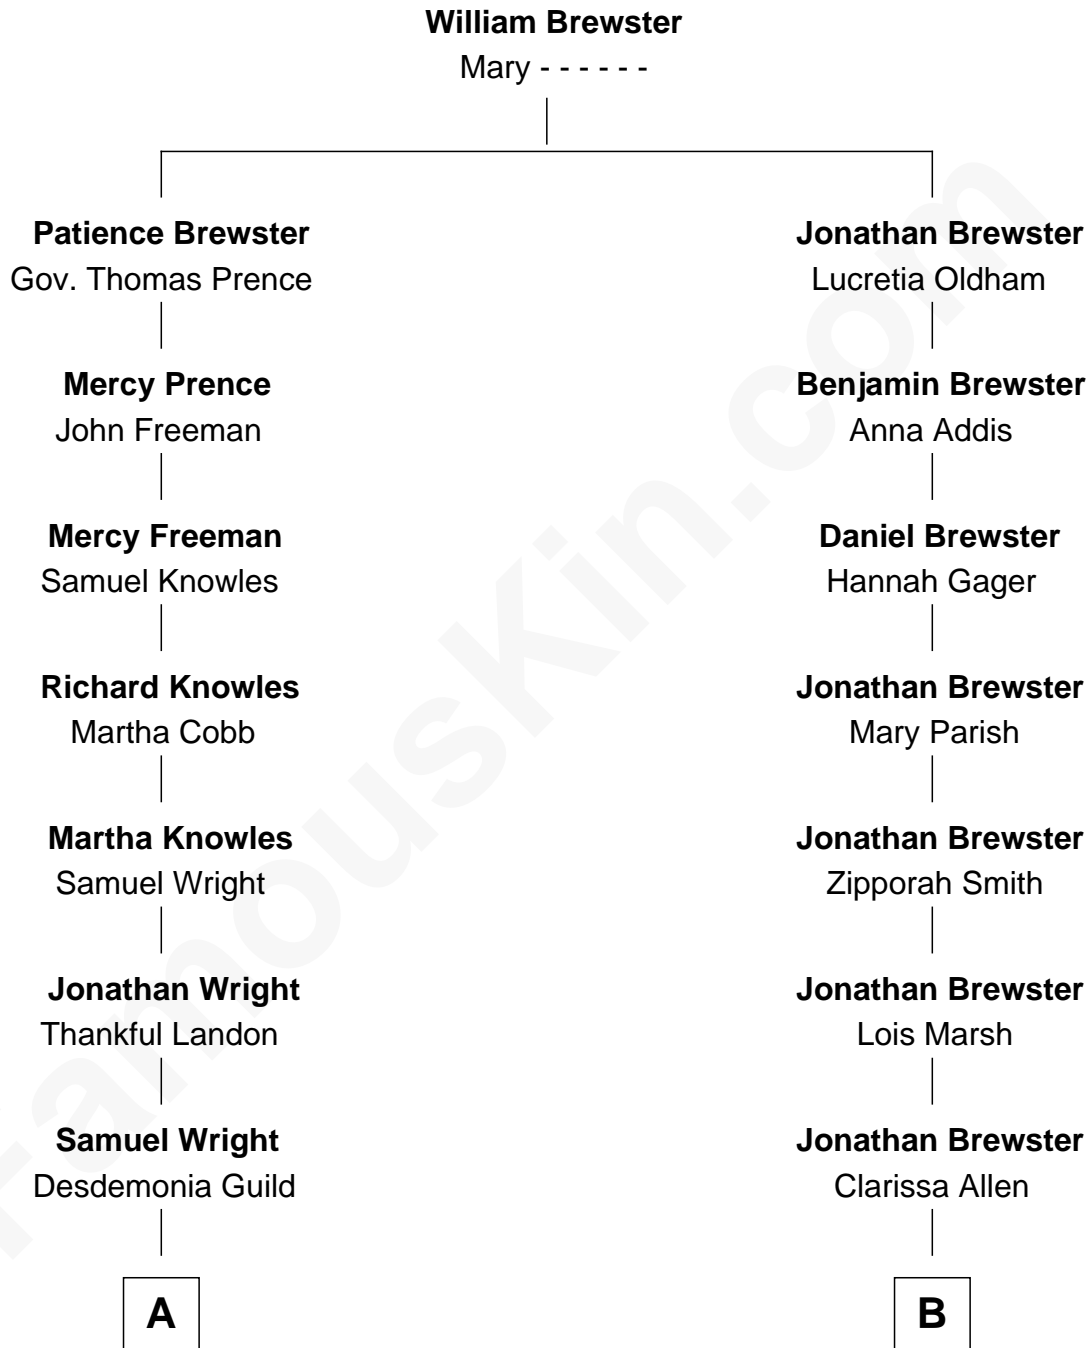 William Brewster
Mary - - - - - -
Patience Brewster
Gov. Thomas Prence
Jonathan Brewster
Lucretia Oldham
Mercy Prence
John Freeman
Benjamin Brewster
Anna Addis
Mercy Freeman
Samuel Knowles
Daniel Brewster
Hannah Gager
Richard Knowles
Martha Cobb
Jonathan Brewster
Mary Parish
Martha Knowles
Samuel Wright
Jonathan Brewster
Zipporah Smith
Jonathan Wright
Thankful Landon
Jonathan Brewster
Lois Marsh
Samuel Wright
Desdemonia Guild
Jonathan Brewster
Clarissa Allen
A
B
FamousKin.com